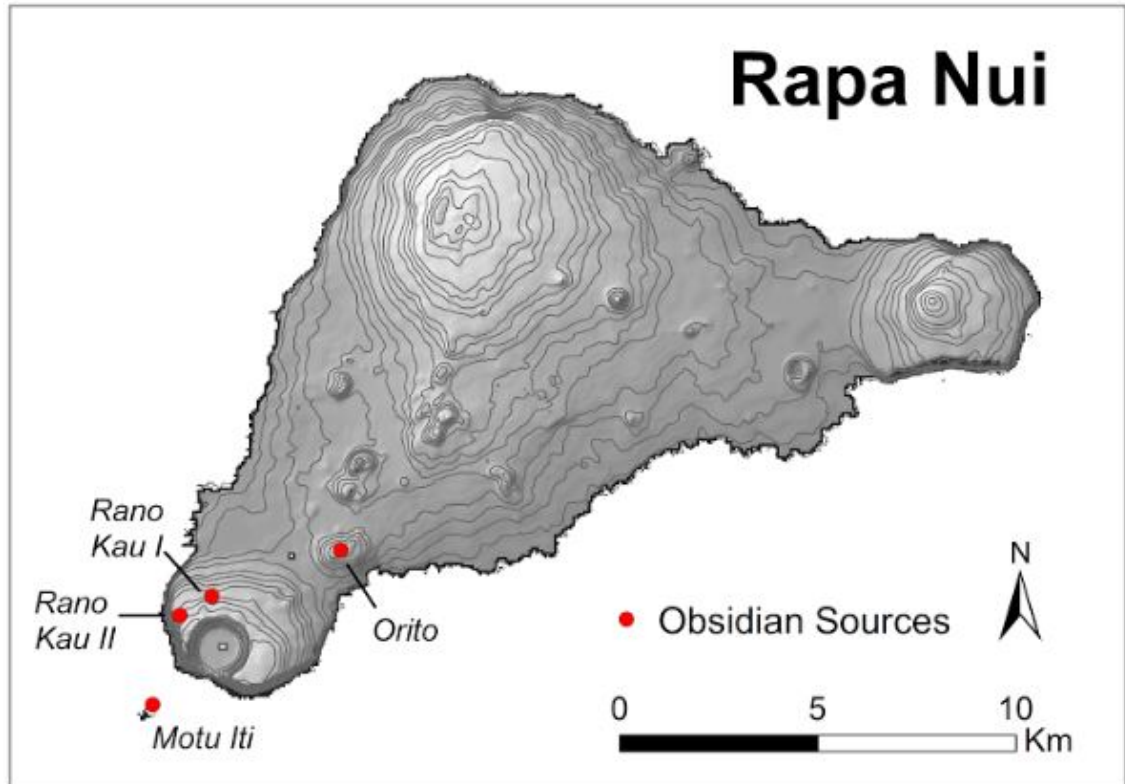 Rapa Nui
Rano
Kau I
Rano
Kau II
Orito
Motu Iti
Obsidian Sources
N
0 5 10
Km